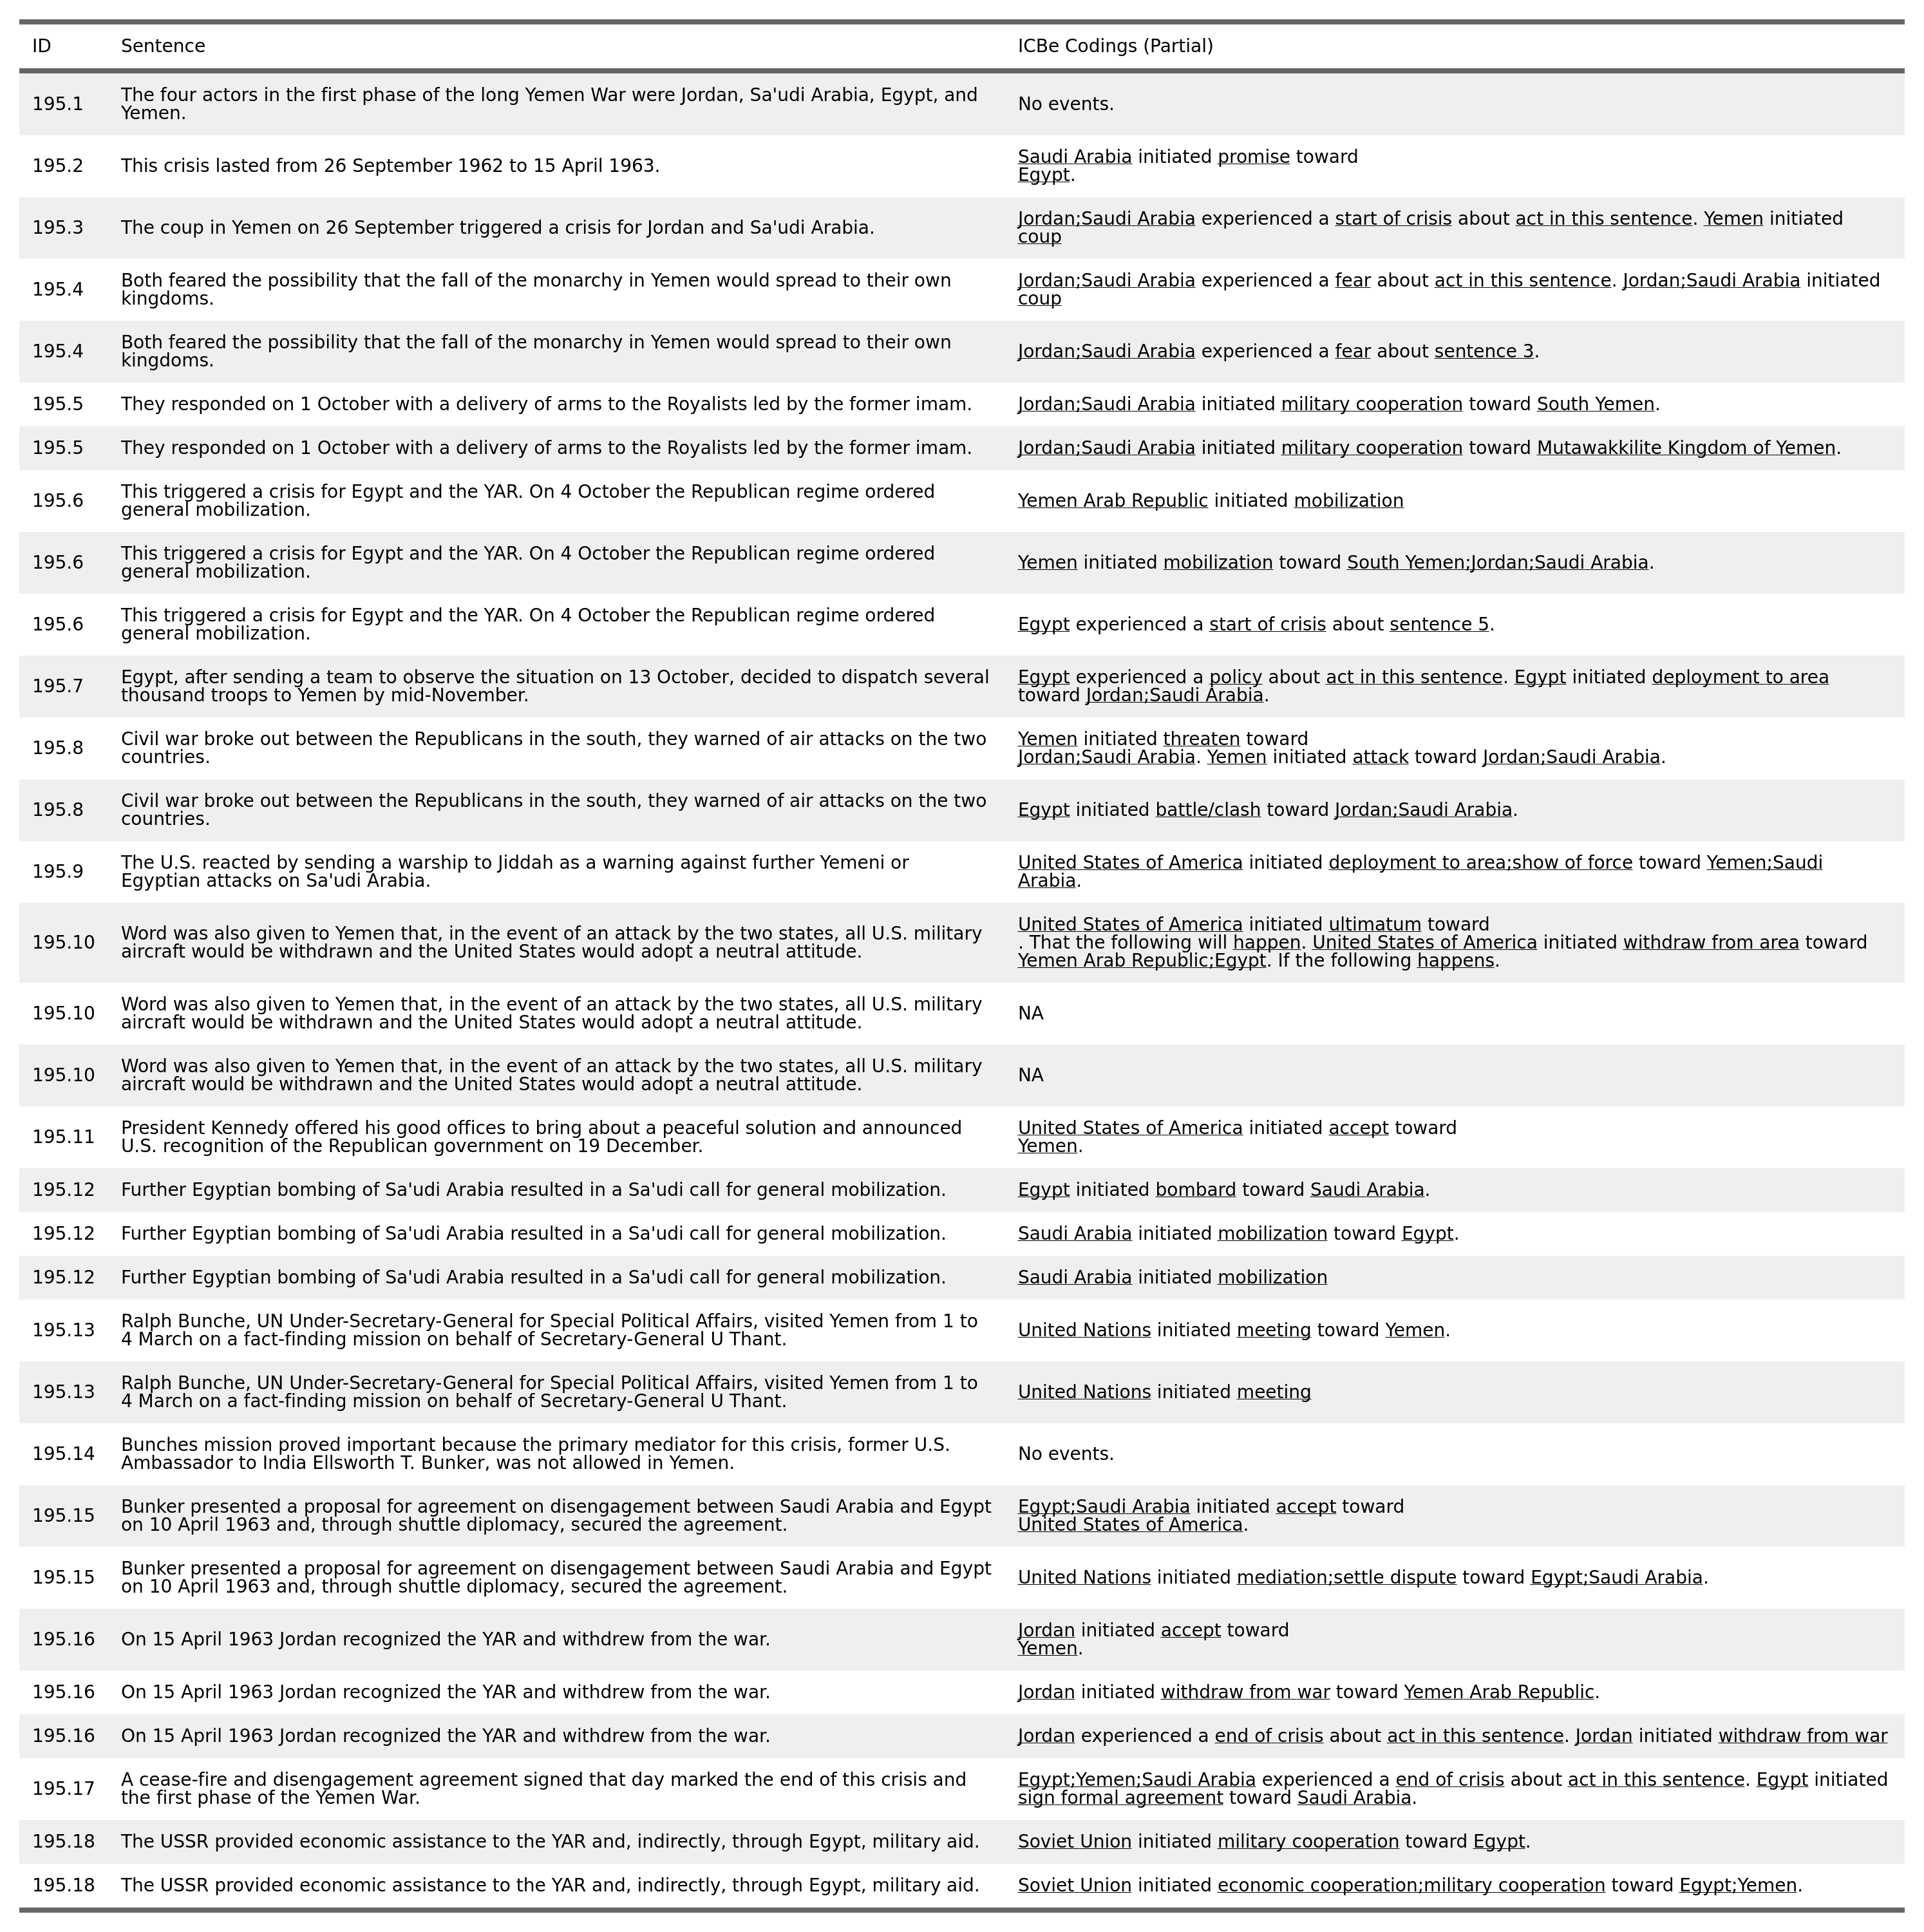 ID Sentence ICBe Codings (Partial)
195.1 The four actors in the first phase of the long Yemen War were Jordan, Sa'udi Arabia, Egypt, and
Yemen. No events.
195.2 This crisis lasted from 26 September 1962 to 15 April 1963. Saudi Arabia initiated promise toward
Egypt.
195.3 The coup in Yemen on 26 September triggered a crisis for Jordan and Sa'udi Arabia. Jordan;Saudi Arabia experienced a start of crisis about act in this sentence. Yemen initiated
coup
195.4 Both feared the possibility that the fall of the monarchy in Yemen would spread to their own
kingdoms. Jordan;Saudi Arabia experienced a fear about act in this sentence. Jordan;Saudi Arabia initiated
coup
195.4 Both feared the possibility that the fall of the monarchy in Yemen would spread to their own
kingdoms. Jordan;Saudi Arabia experienced a fear about sentence 3.
195.5 They responded on 1 October with a delivery of arms to the Royalists led by the former imam. Jordan;Saudi Arabia initiated military cooperation toward South Yemen.
195.5 They responded on 1 October with a delivery of arms to the Royalists led by the former imam. Jordan;Saudi Arabia initiated military cooperation toward Mutawakkilite Kingdom of Yemen.
195.6 This triggered a crisis for Egypt and the YAR. On 4 October the Republican regime ordered
general mobilization. Yemen Arab Republic initiated mobilization
195.6 This triggered a crisis for Egypt and the YAR. On 4 October the Republican regime ordered
general mobilization. Yemen initiated mobilization toward South Yemen;Jordan;Saudi Arabia.
195.6 This triggered a crisis for Egypt and the YAR. On 4 October the Republican regime ordered
general mobilization. Egypt experienced a start of crisis about sentence 5.
195.7 Egypt, after sending a team to observe the situation on 13 October, decided to dispatch several
thousand troops to Yemen by mid-November. Egypt experienced a policy about act in this sentence. Egypt initiated deployment to area
toward Jordan;Saudi Arabia.
195.8 Civil war broke out between the Republicans in the south, they warned of air attacks on the two
countries. Yemen initiated threaten toward
Jordan;Saudi Arabia. Yemen initiated attack toward Jordan;Saudi Arabia.
195.8 Civil war broke out between the Republicans in the south, they warned of air attacks on the two
countries. Egypt initiated battle/clash toward Jordan;Saudi Arabia.
195.9 The U.S. reacted by sending a warship to Jiddah as a warning against further Yemeni or
Egyptian attacks on Sa'udi Arabia. United States of America initiated deployment to area;show of force toward Yemen;Saudi
Arabia.
195.10 Word was also given to Yemen that, in the event of an attack by the two states, all U.S. military
aircraft would be withdrawn and the United States would adopt a neutral attitude. United States of America initiated ultimatum toward
. That the following will happen. United States of America initiated withdraw from area toward
Yemen Arab Republic;Egypt. If the following happens.
195.10 Word was also given to Yemen that, in the event of an attack by the two states, all U.S. military
aircraft would be withdrawn and the United States would adopt a neutral attitude. NA
195.10 Word was also given to Yemen that, in the event of an attack by the two states, all U.S. military
aircraft would be withdrawn and the United States would adopt a neutral attitude. NA
195.11 President Kennedy offered his good offices to bring about a peaceful solution and announced
U.S. recognition of the Republican government on 19 December. United States of America initiated accept toward
Yemen.
195.12 Further Egyptian bombing of Sa'udi Arabia resulted in a Sa'udi call for general mobilization. Egypt initiated bombard toward Saudi Arabia.
195.12 Further Egyptian bombing of Sa'udi Arabia resulted in a Sa'udi call for general mobilization. Saudi Arabia initiated mobilization toward Egypt.
195.12 Further Egyptian bombing of Sa'udi Arabia resulted in a Sa'udi call for general mobilization. Saudi Arabia initiated mobilization
195.13 Ralph Bunche, UN Under-Secretary-General for Special Political Affairs, visited Yemen from 1 to
4 March on a fact-finding mission on behalf of Secretary-General U Thant. United Nations initiated meeting toward Yemen.
195.13 Ralph Bunche, UN Under-Secretary-General for Special Political Affairs, visited Yemen from 1 to
4 March on a fact-finding mission on behalf of Secretary-General U Thant. United Nations initiated meeting
195.14 Bunches mission proved important because the primary mediator for this crisis, former U.S.
Ambassador to India Ellsworth T. Bunker, was not allowed in Yemen. No events.
195.15 Bunker presented a proposal for agreement on disengagement between Saudi Arabia and Egypt
on 10 April 1963 and, through shuttle diplomacy, secured the agreement. Egypt;Saudi Arabia initiated accept toward
United States of America.
195.15 Bunker presented a proposal for agreement on disengagement between Saudi Arabia and Egypt
on 10 April 1963 and, through shuttle diplomacy, secured the agreement. United Nations initiated mediation;settle dispute toward Egypt;Saudi Arabia.
195.16 On 15 April 1963 Jordan recognized the YAR and withdrew from the war. Jordan initiated accept toward
Yemen.
195.16 On 15 April 1963 Jordan recognized the YAR and withdrew from the war. Jordan initiated withdraw from war toward Yemen Arab Republic.
195.16 On 15 April 1963 Jordan recognized the YAR and withdrew from the war. Jordan experienced a end of crisis about act in this sentence. Jordan initiated withdraw from war
195.17 A cease-fire and disengagement agreement signed that day marked the end of this crisis and
the first phase of the Yemen War. Egypt;Yemen;Saudi Arabia experienced a end of crisis about act in this sentence. Egypt initiated
sign formal agreement toward Saudi Arabia.
195.18 The USSR provided economic assistance to the YAR and, indirectly, through Egypt, military aid. Soviet Union initiated military cooperation toward Egypt.
195.18 The USSR provided economic assistance to the YAR and, indirectly, through Egypt, military aid. Soviet Union initiated economic cooperation;military cooperation toward Egypt;Yemen.